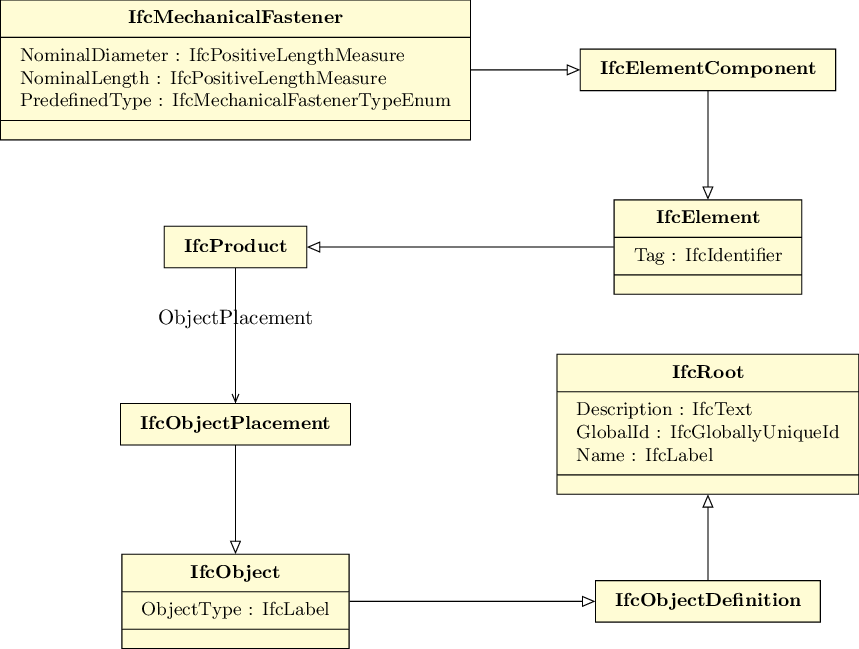 IfcMechanicalFastener
NominalDiameter : IfcPositiveLengthMeasure
NominalLength : IfcPositiveLengthMeasure
PredefinedType : IfcMechanicalFastenerTypeEnum
IfcElementComponent
IfcElement
Tag : IfcIdentifier
IfcProduct
ObjectPlacement
IfcRoot
Description : IfcText
GlobalId : IfcGloballyUniqueId
Name : IfcLabel
IfcObjectPlacement
IfcObject
ObjectType : IfcLabel
IfcObjectDefinition